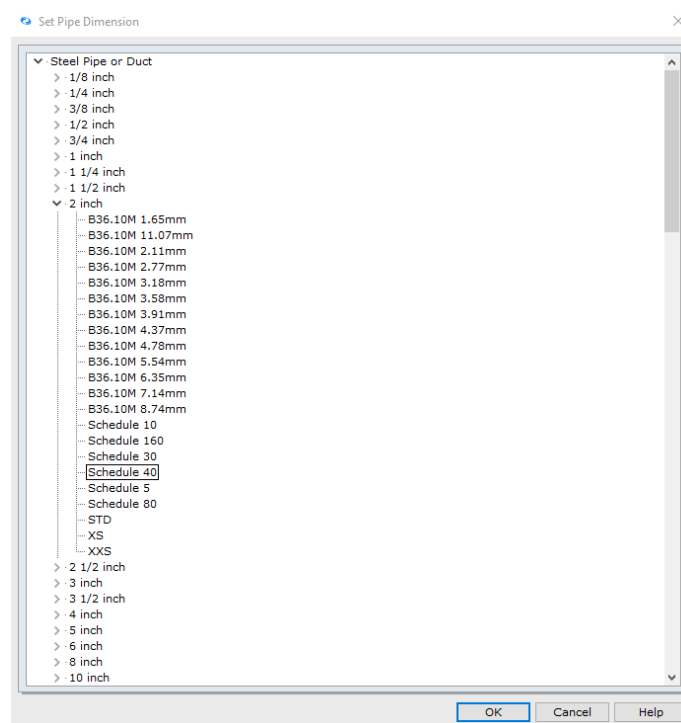 Set Pipe Dimension
Steel Pipe or Duct
1/8 inch
1/4 inch
3/8 inch
1/2 inch
3/4 inch
1 inch
1 1/4 inch
1 1/2 inch
2 inch
B36.10M 1.65mm
B36.10M 11.07mm
B36.10M 2.11mm
B36.10M 2.77mm
B36.10M 3.18mm
B36.10M 3.58mm
B36.10M 3.91mm
B36.10M 4.37mm
B36.10M 4.78mm
B36.10M 5.54mm
B36.10M 6.35mm
B36.10M 7.14mm
B36.10M 8.74mm
Schedule 10
Schedule 160
Schedule 30
Schedule 40
Schedule 5
Schedule 80
STD
XS
XXS
2 1/2 inch
3 inch
3 1/2 inch
4 inch
5 inch
6 inch
8 inch
10 inch
OK Cancel Help